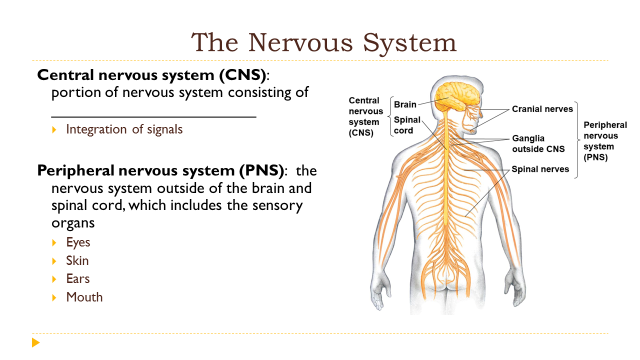 The Nervous System
Central nervous system (CNS):
portion of nervous system consisting of
____________________________
Integration of signals
Peripheral nervous system (PNS): the
nervous system outside of the brain and
spinal cord, which includes the sensory
organs
Eyes
Skin
Ears
Mouth
Central
nervous
system
(CNS)
Brain
Spinal
cord
Cranial nerves
Ganglia
outside CNS
Spinal nerves
Peripheral
nervous
system
(PNS)